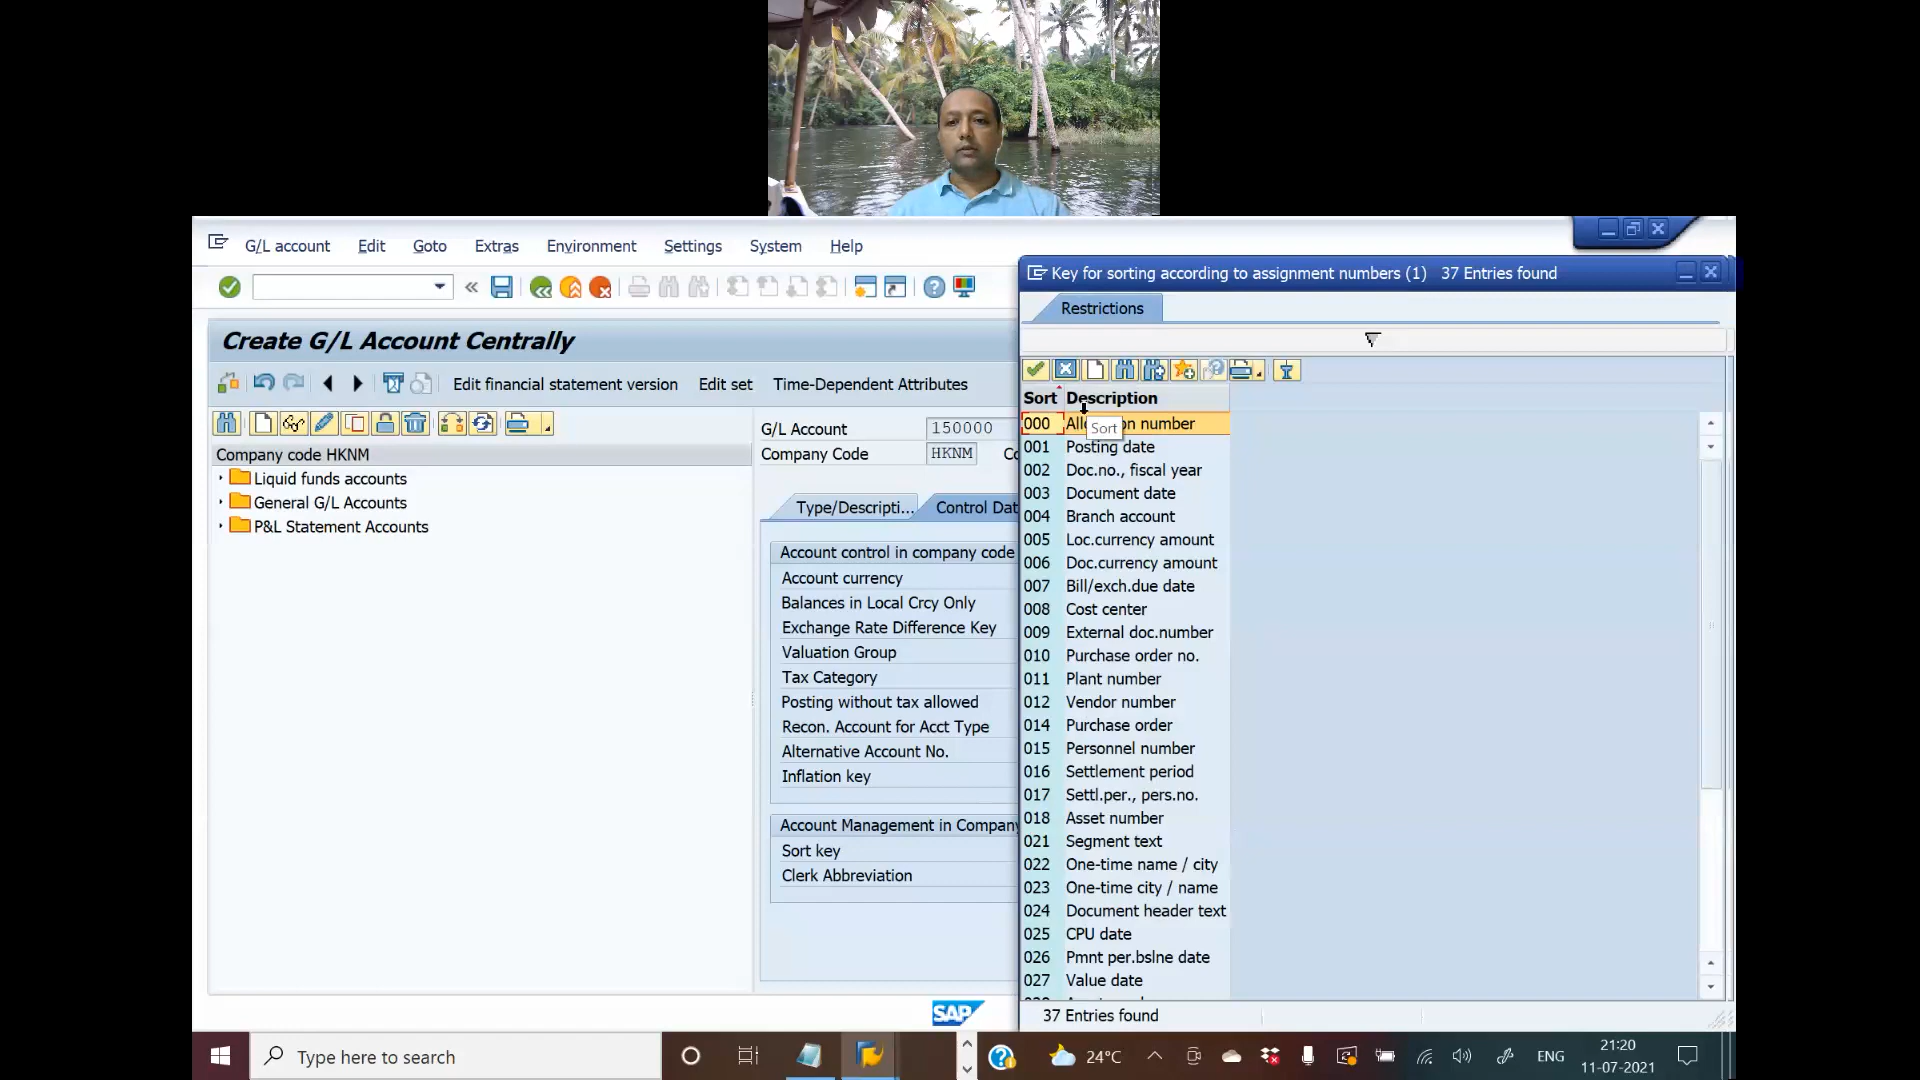 G/L account Edit Goto Extras Environment Settings System Help
Key for sorting according to assignment numbers (1) 37 Entries found
Restrictions
Create G/L Account Centrally
Edit financial statement version Edit set Time-Dependent Attributes
Company code HKNM
Liquid funds accounts
General G/L Accounts
P&L Statement Accounts
G/L Account 150000
Company Code HKNM
Type/Descripti... Control Dat
Account control in company code
Account currency
Balances in Local Crcy Only
Exchange Rate Difference Key
Valuation Group
Tax Category
Posting without tax allowed
Recon. Account for Acct Type
Alternative Account No.
Inflation key
Account Management in Company
Sort key
Clerk Abbreviation
Sort Description
000
Sort
001 Posting date
002 Doc.no., fiscal year
003 Document date
004 Branch account
005 Loc.currency amount
006 Doc.currency amount
007 Bill/exch.due date
008 Cost center
009 External doc.number
010 Purchase order no.
011 Plant number
012 Vendor number
014 Purchase order
015 Personnel number
016 Settlement period
017 Settl.per., pers.no.
018 Asset number
021 Segment text
022 One-time name / city
023 One-time city / name
024 Document header text
025 CPU date
026 Pmnt per.bslne date
027 Value date
37 Entries found
SAP
Type here to search
24°C
ENG
21:20
11-07-2021